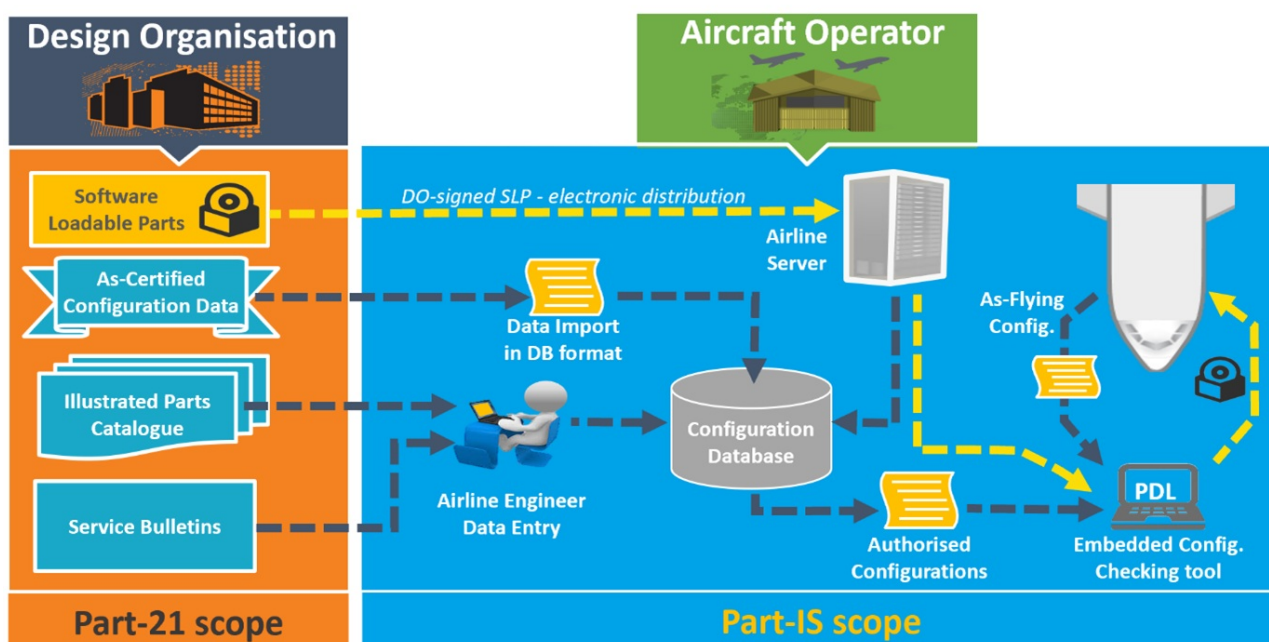 Design Organisation
Aircraft Operator
Software
Loadable Parts
DO-signed SLP - electronic distribution
Airline
Server
As-Certified
Configuration Data
Data Import
in DB format
As-Flying
Config.
Illustrated Parts
Catalogue
Configuration
Database
Airline Engineer
Data Entry
Service Bulletins
Authorised
Configurations
PDL
Embedded Config.
Checking tool
Part-21 scope
Part-IS scope